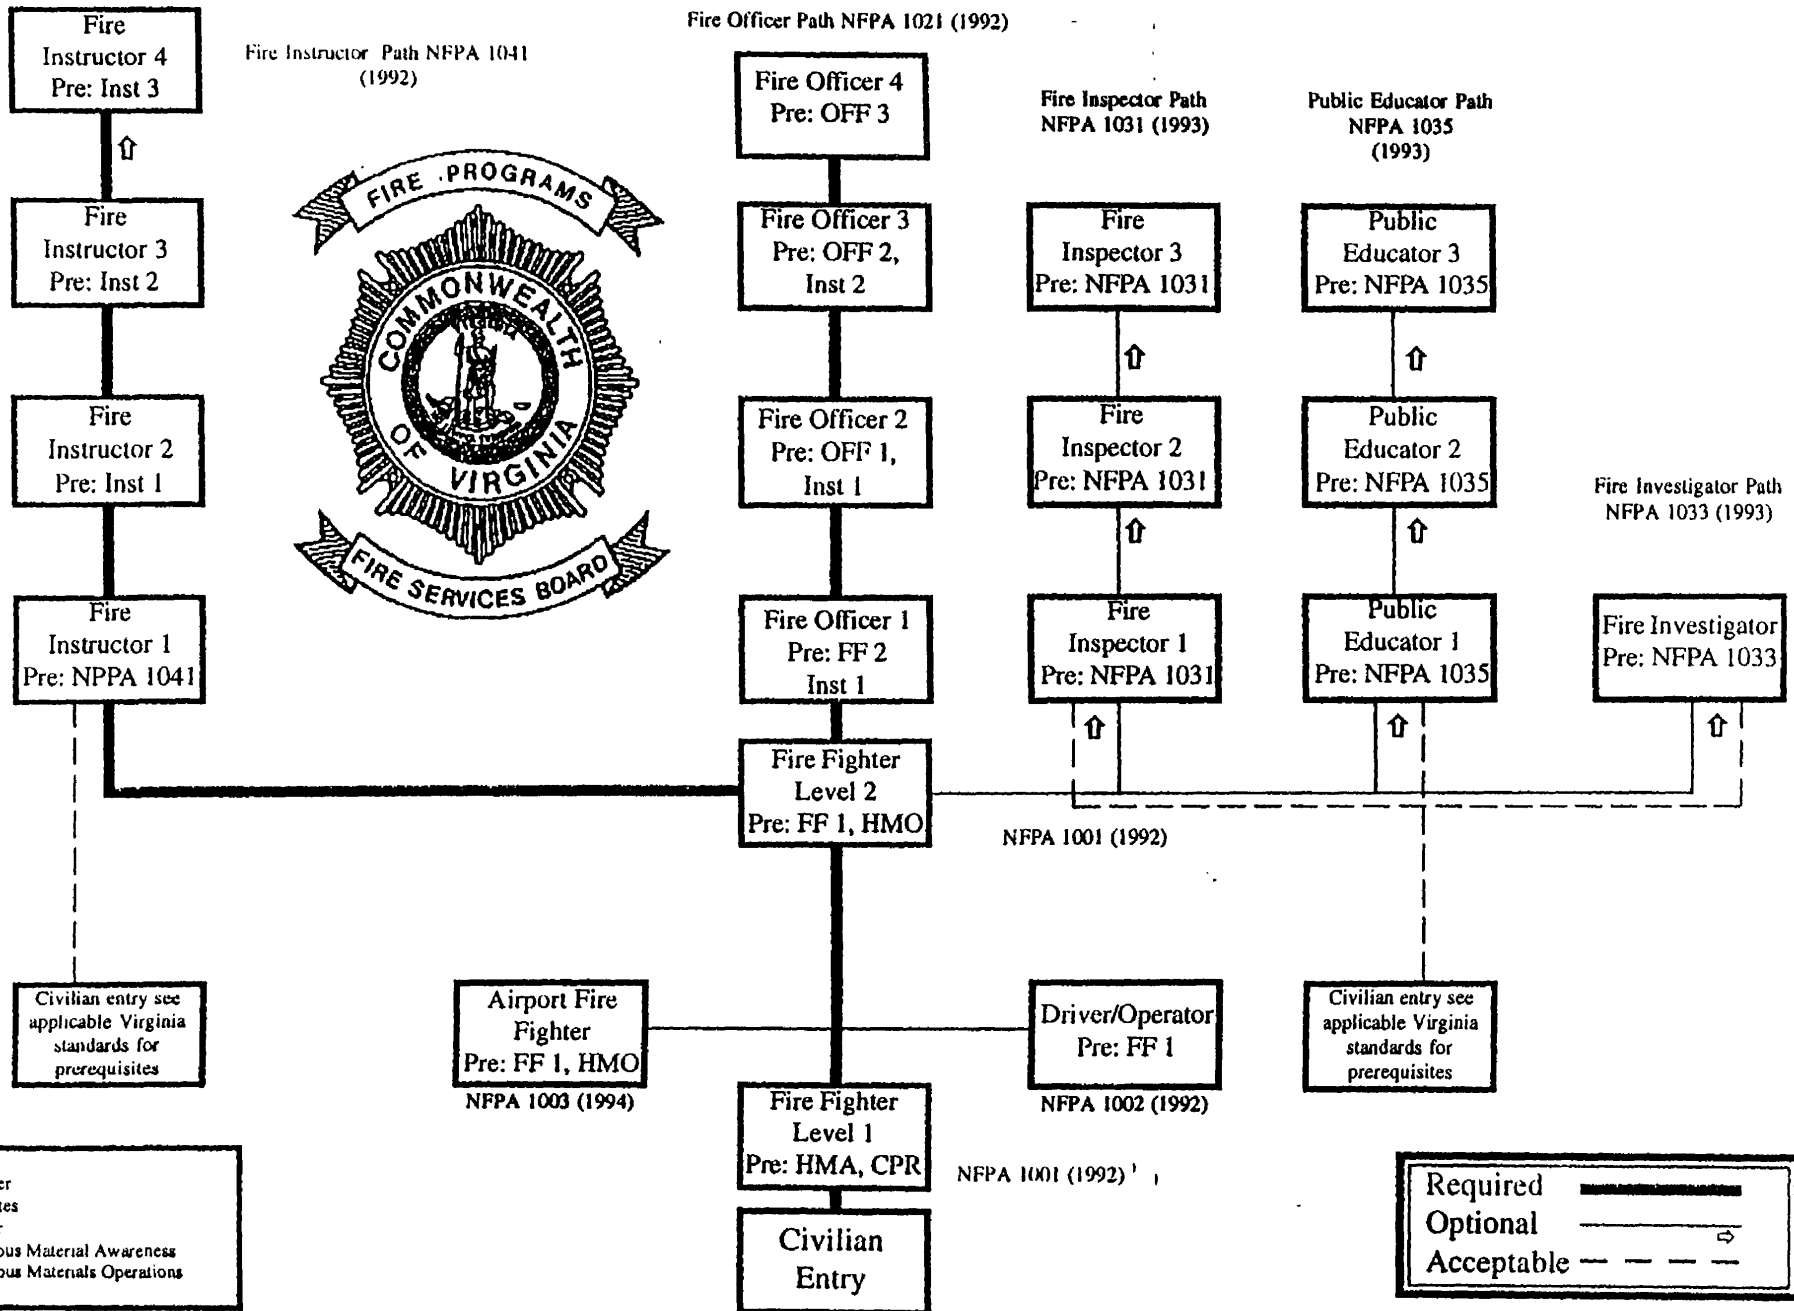 Fire
Instructor 4
Pre: Inst 3
Fire Instructor Path NFPA 1041
(1992)
Fire Officer Path NFPA 1021 (1992)
Fire Officer 4
Pre: OFF 3
Fire Inspector Path
NFPA 1031 (1993)
Public Educator Path
NFPA 1035
(1993)
FIRE PROGRAMS
COMMONWEALTH
OF VIRGINIA
FIRE SERVICES BOARD
Fire
Instructor 3
Pre: Inst 2
Fire Officer 3
Pre: OFF 2,
Inst 2
Fire
Inspector 3
Pre: NFPA 1031
Public
Educator 3
Pre: NFPA 1035
Fire
Instructor 2
Pre: Inst 1
Fire Officer 2
Pre: OFF 1,
Inst 1
Fire
Inspector 2
Pre: NFPA 1031
Public
Educator 2
Pre: NFPA 1035
Fire Investigator Path
NFPA 1033 (1993)
Fire
Instructor 1
Pre: NPPA 1041
Fire Officer 1
Pre: FF 2
Inst 1
Fire
Inspector 1
Pre: NFPA 1031
Public
Educator 1
Pre: NFPA 1035
Fire Investigator
Pre: NFPA 1033
Fire Fighter
Level 2
Pre: FF 1, HMO
NFPA 1001 (1992)
Civilian entry see
applicable Virginia
standards for
prerequisites
Airport Fire
Fighter
Pre: FF 1, HMO
NFPA 1003 (1994)
Driver/Operator
Pre: FF 1
NFPA 1002 (1992)
Civilian entry see
applicable Virginia
standards for
prerequisites
Fire Fighter
Level 1
Pre: HMA, CPR
NFPA 1001 (1992)
Civilian
Entry
er
tes
ous Material Awareness
ous Materials Operations
Required
Optional
Acceptable